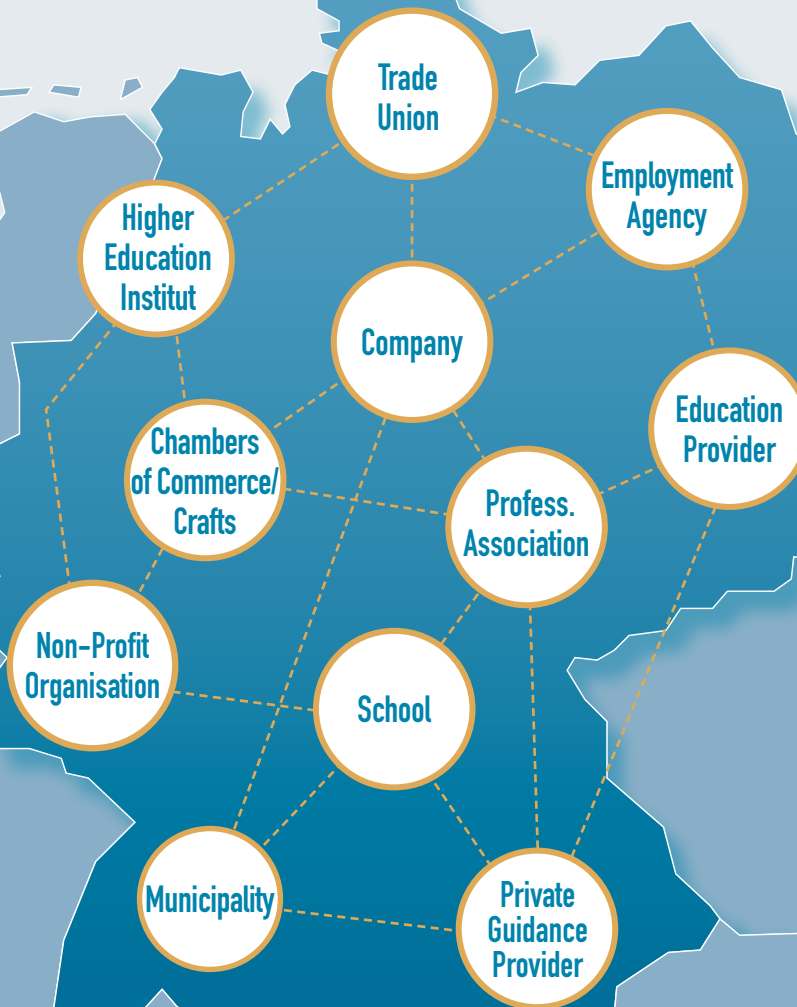 Trade
Union
Employment
Agency
Higher
Education
Institut
Company
Education
Provider
Chambers
of Commerce/
Crafts
Profess.
Association
Non-Profit
Organisation
School
Municipality
Private
Guidance
Provider